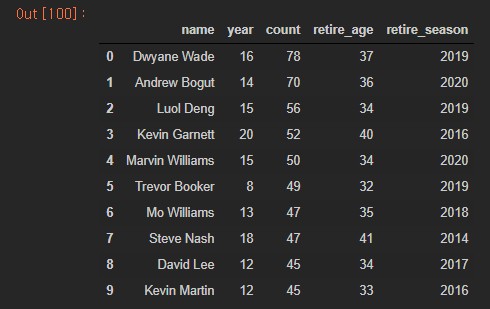 Out[100]:
name year count retire_age retire_season
0 Dwyane Wade 16 78 37 2019
1 Andrew Bogut 14 70 36 2020
2 Luol Deng 15 56 34 2019
3 Kevin Garnett 20 52 40 2016
4 Marvin Williams 15 50 34 2020
5 Trevor Booker 8 49 32 2019
6 Mo Williams 13 47 35 2018
7 Steve Nash 18 47 41 2014
8 David Lee 12 45 34 2017
9 Kevin Martin 12 45 33 2016